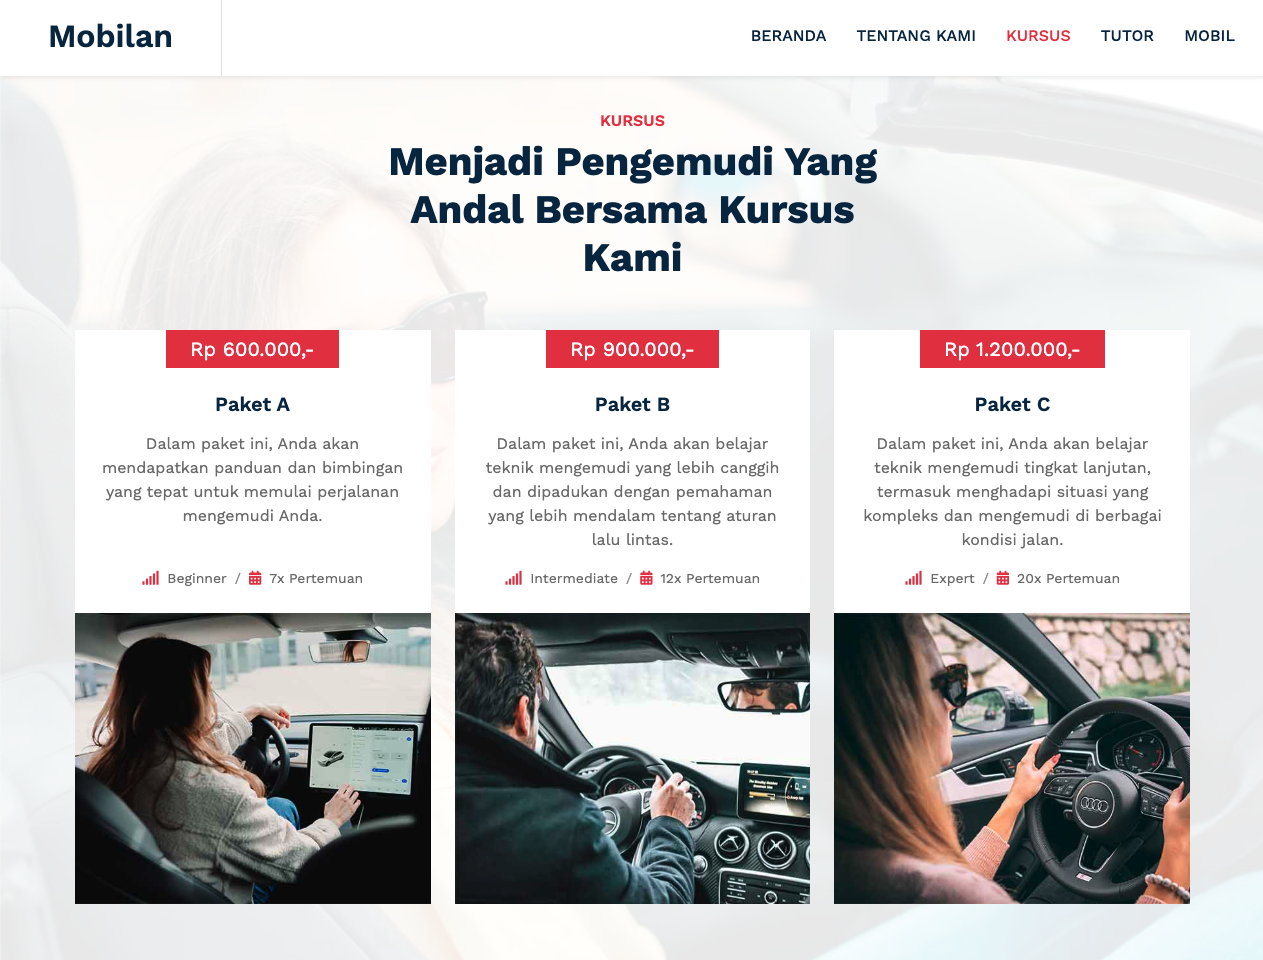 Mobilan
BERANDA TENTANG KAMI KURSUS TUTOR MOBIL
KURSUS
Menjadi Pengemudi Yang
Andal Bersama Kursus
Kami
Rp 600.000,-
Paket A
Dalam paket ini, Anda akan
mendapatkan panduan dan bimbingan
yang tepat untuk memulai perjalanan
mengemudi Anda.
Beginner / 7x Pertemuan
Rp 900.000,-
Paket B
Dalam paket ini, Anda akan belajar
teknik mengemudi yang lebih canggih
dan dipadukan dengan pemahaman
yang lebih mendalam tentang aturan
lalu lintas.
Intermediate / 12x Pertemuan
Rp 1.200.000,-
Paket C
Dalam paket ini, Anda akan belajar
teknik mengemudi tingkat lanjutan,
termasuk menghadapi situasi yang
kompleks dan mengemudi di berbagai
kondisi jalan.
Expert / 20x Pertemuan